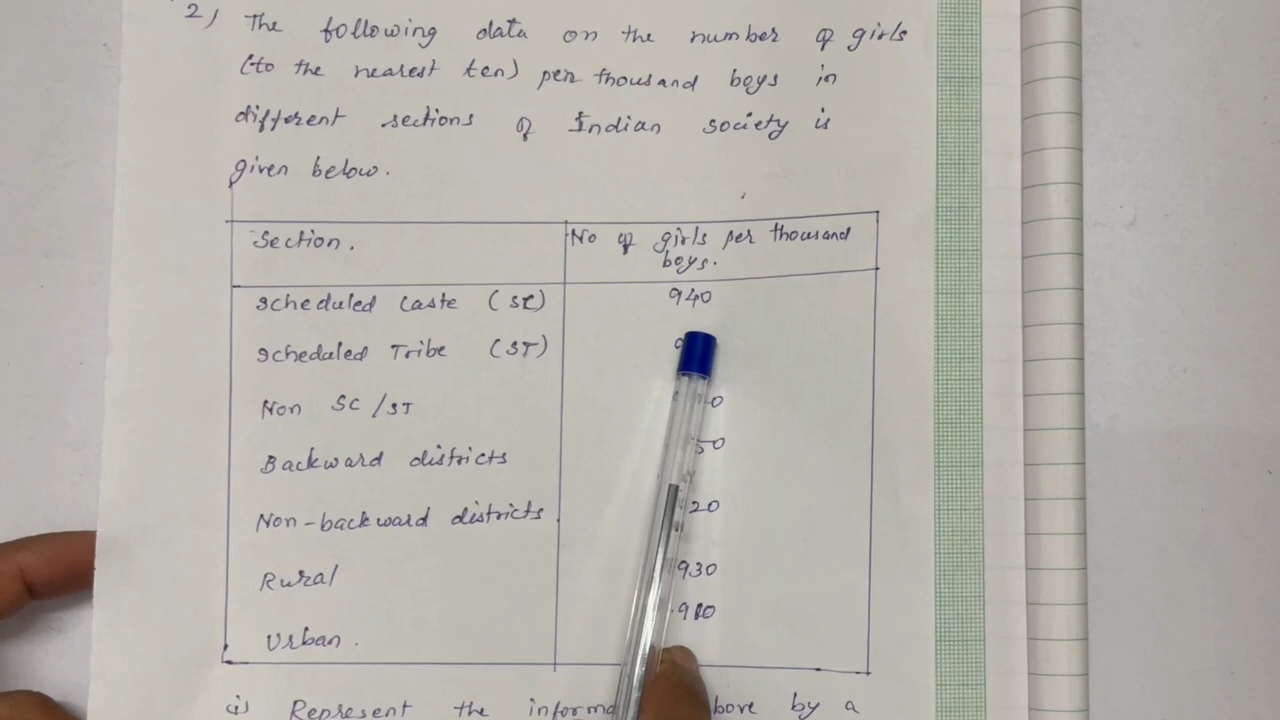 2) The following data on the number of girls
(to the nearest ten) per thousand boys in
different sections of Indian society is
given below.
Section. No of girls per thousand
boys.
Scheduled Caste (SC) 940
Scheduled Tribe (ST)
Non SC/ST
Backward districts
Non-backward districts
Rural 930
Urban. 910
(i) Represent the above by a